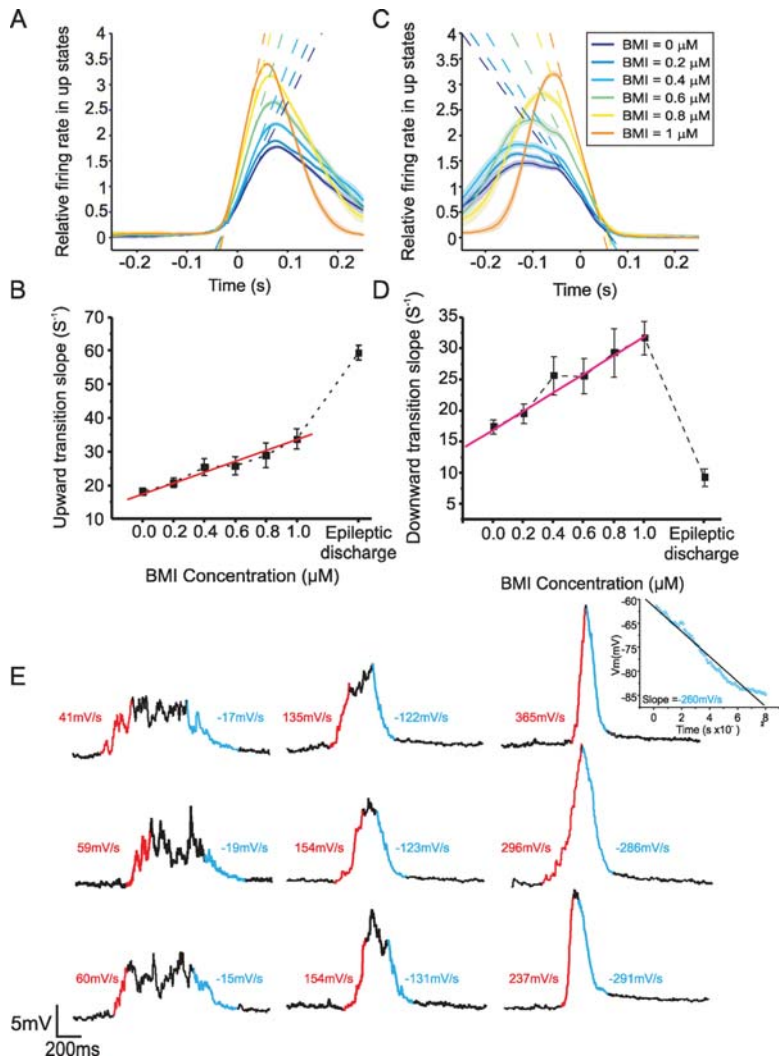 A
Relative firing rate in up states
4
3.5
3
2.5
2
1.5
1
0.5
0
-0.2 -0.1 0 0.1 0.2
Time (s)
C
Relative firing rate in up states
4
3.5
3
2.5
2
1.5
1
0.5
0
-0.2 -0.1 0 0.1 0.2
Time (s)
BMI = 0 µM
BMI = 0.2 µM
BMI = 0.4 µM
BMI = 0.6 µM
BMI = 0.8 µM
BMI = 1 µM
B
Upward transition slope (S⁻¹)
70
60
50
40
30
20
10
0.0 0.2 0.4 0.6 0.8 1.0 Epileptic
discharge
BMI Concentration (µM)
D
Downward transition slope (S⁻¹)
35
30
25
20
15
10
5
0.0 0.2 0.4 0.6 0.8 1.0 Epileptic
discharge
BMI Concentration (µM)
E
41mV/s -17mV/s 135mV/s -122mV/s 365mV/s
Vm(mV)
-60
-65
-75
-85
Slope =-260mV/s
0 2 4 6 8
Time (s x10⁻
59mV/s -19mV/s 154mV/s -123mV/s 296mV/s -286mV/s
60mV/s -15mV/s 154mV/s -131mV/s 237mV/s -291mV/s
5mV
200ms